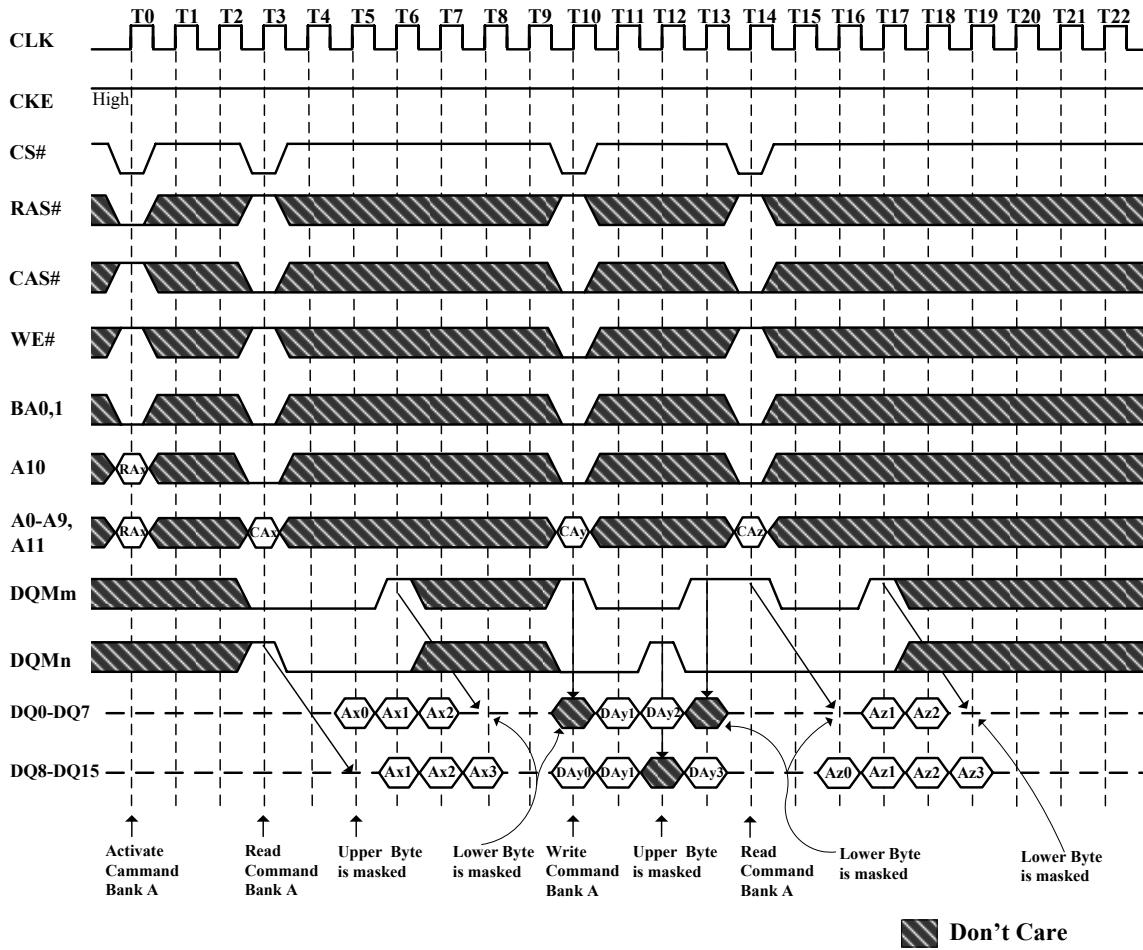 T0 T1 T2 T3 T4 T5 T6 T7 T8 T9 T10 T11 T12 T13 T14 T15 T16 T17 T18 T19 T20 T21 T22
CLK
CKE High
CS#
RAS#
CAS#
WE#
BA0,1
A10 RAx
A0-A9,
A11
RAx CAx CAy CAz
DQMm
DQMn
DQ0-DQ7 Ax0 Ax1 Ax2 DAy1 DAy2 Az1 Az2
DQ8-DQ15 Ax1 Ax2 Ax3 DAy0 DAy1 DAy3 Az0 Az1 Az2 Az3
Activate
Cammand
Bank A
Read
Command
Bank A
Upper Byte
is masked
Lower Byte
is masked
Write
Command
Bank A
Upper Byte
is masked
Read
Command
Bank A
Lower Byte
is masked
Lower Byte
is masked
Don't Care